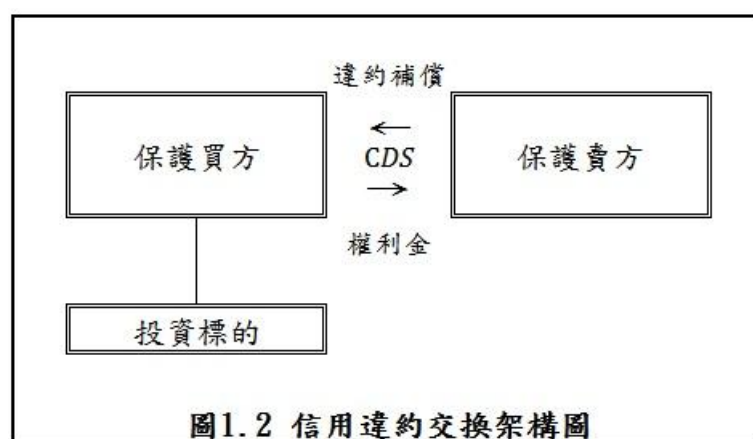 違約補償
保護買方
CDS
保護賣方
權利金
投資標的
圖1.2 信用違約交換架構圖